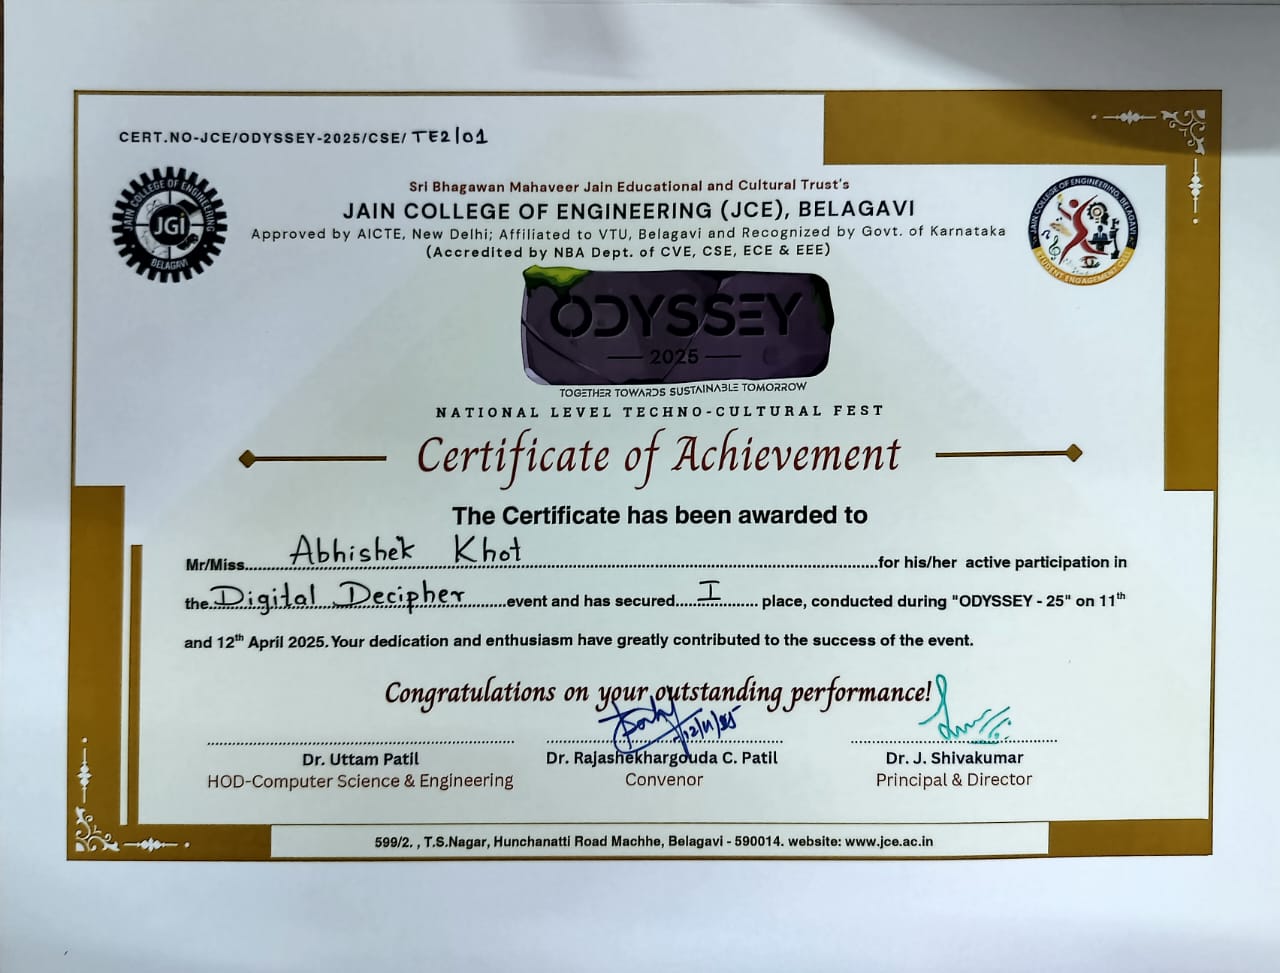 CERT.NO-JCE/ODYSSEY-2025/CSE/ TE2/01
JAIN COLLEGE OF ENGINEERING
JGI
BELAGAVI
Sri Bhagawan Mahaveer Jain Educational and Cultural Trust's
JAIN COLLEGE OF ENGINEERING (JCE), BELAGAVI
Approved by AICTE, New Delhi; Affiliated to VTU, Belagavi and Recognized by Govt. of Karnataka
(Accredited by NBA Dept. of CVE, CSE, ECE & EEE)
JAIN COLLEGE OF ENGINEERING, BELAGAVI
STUDENT ENGAGEMENT CELL
ODYSSEY
2025
TOGETHER TOWARDS SUSTAINABLE TOMORROW
NATIONAL LEVEL TECHNO-CULTURAL FEST
Certificate of Achievement
The Certificate has been awarded to
Mr/Miss Abhishek Khot for his/her active participation in
the Digital Decipher event and has secured I place, conducted during "ODYSSEY - 25" on 11th
and 12th April 2025. Your dedication and enthusiasm have greatly contributed to the success of the event.
Congratulations on your outstanding performance!
Dr. Uttam Patil
HOD-Computer Science & Engineering
Dr. Rajashekhargouda C. Patil
Convenor
Dr. J. Shivakumar
Principal & Director
599/2. , T.S.Nagar, Hunchanatti Road Machhe, Belagavi - 590014. website: www.jce.ac.in